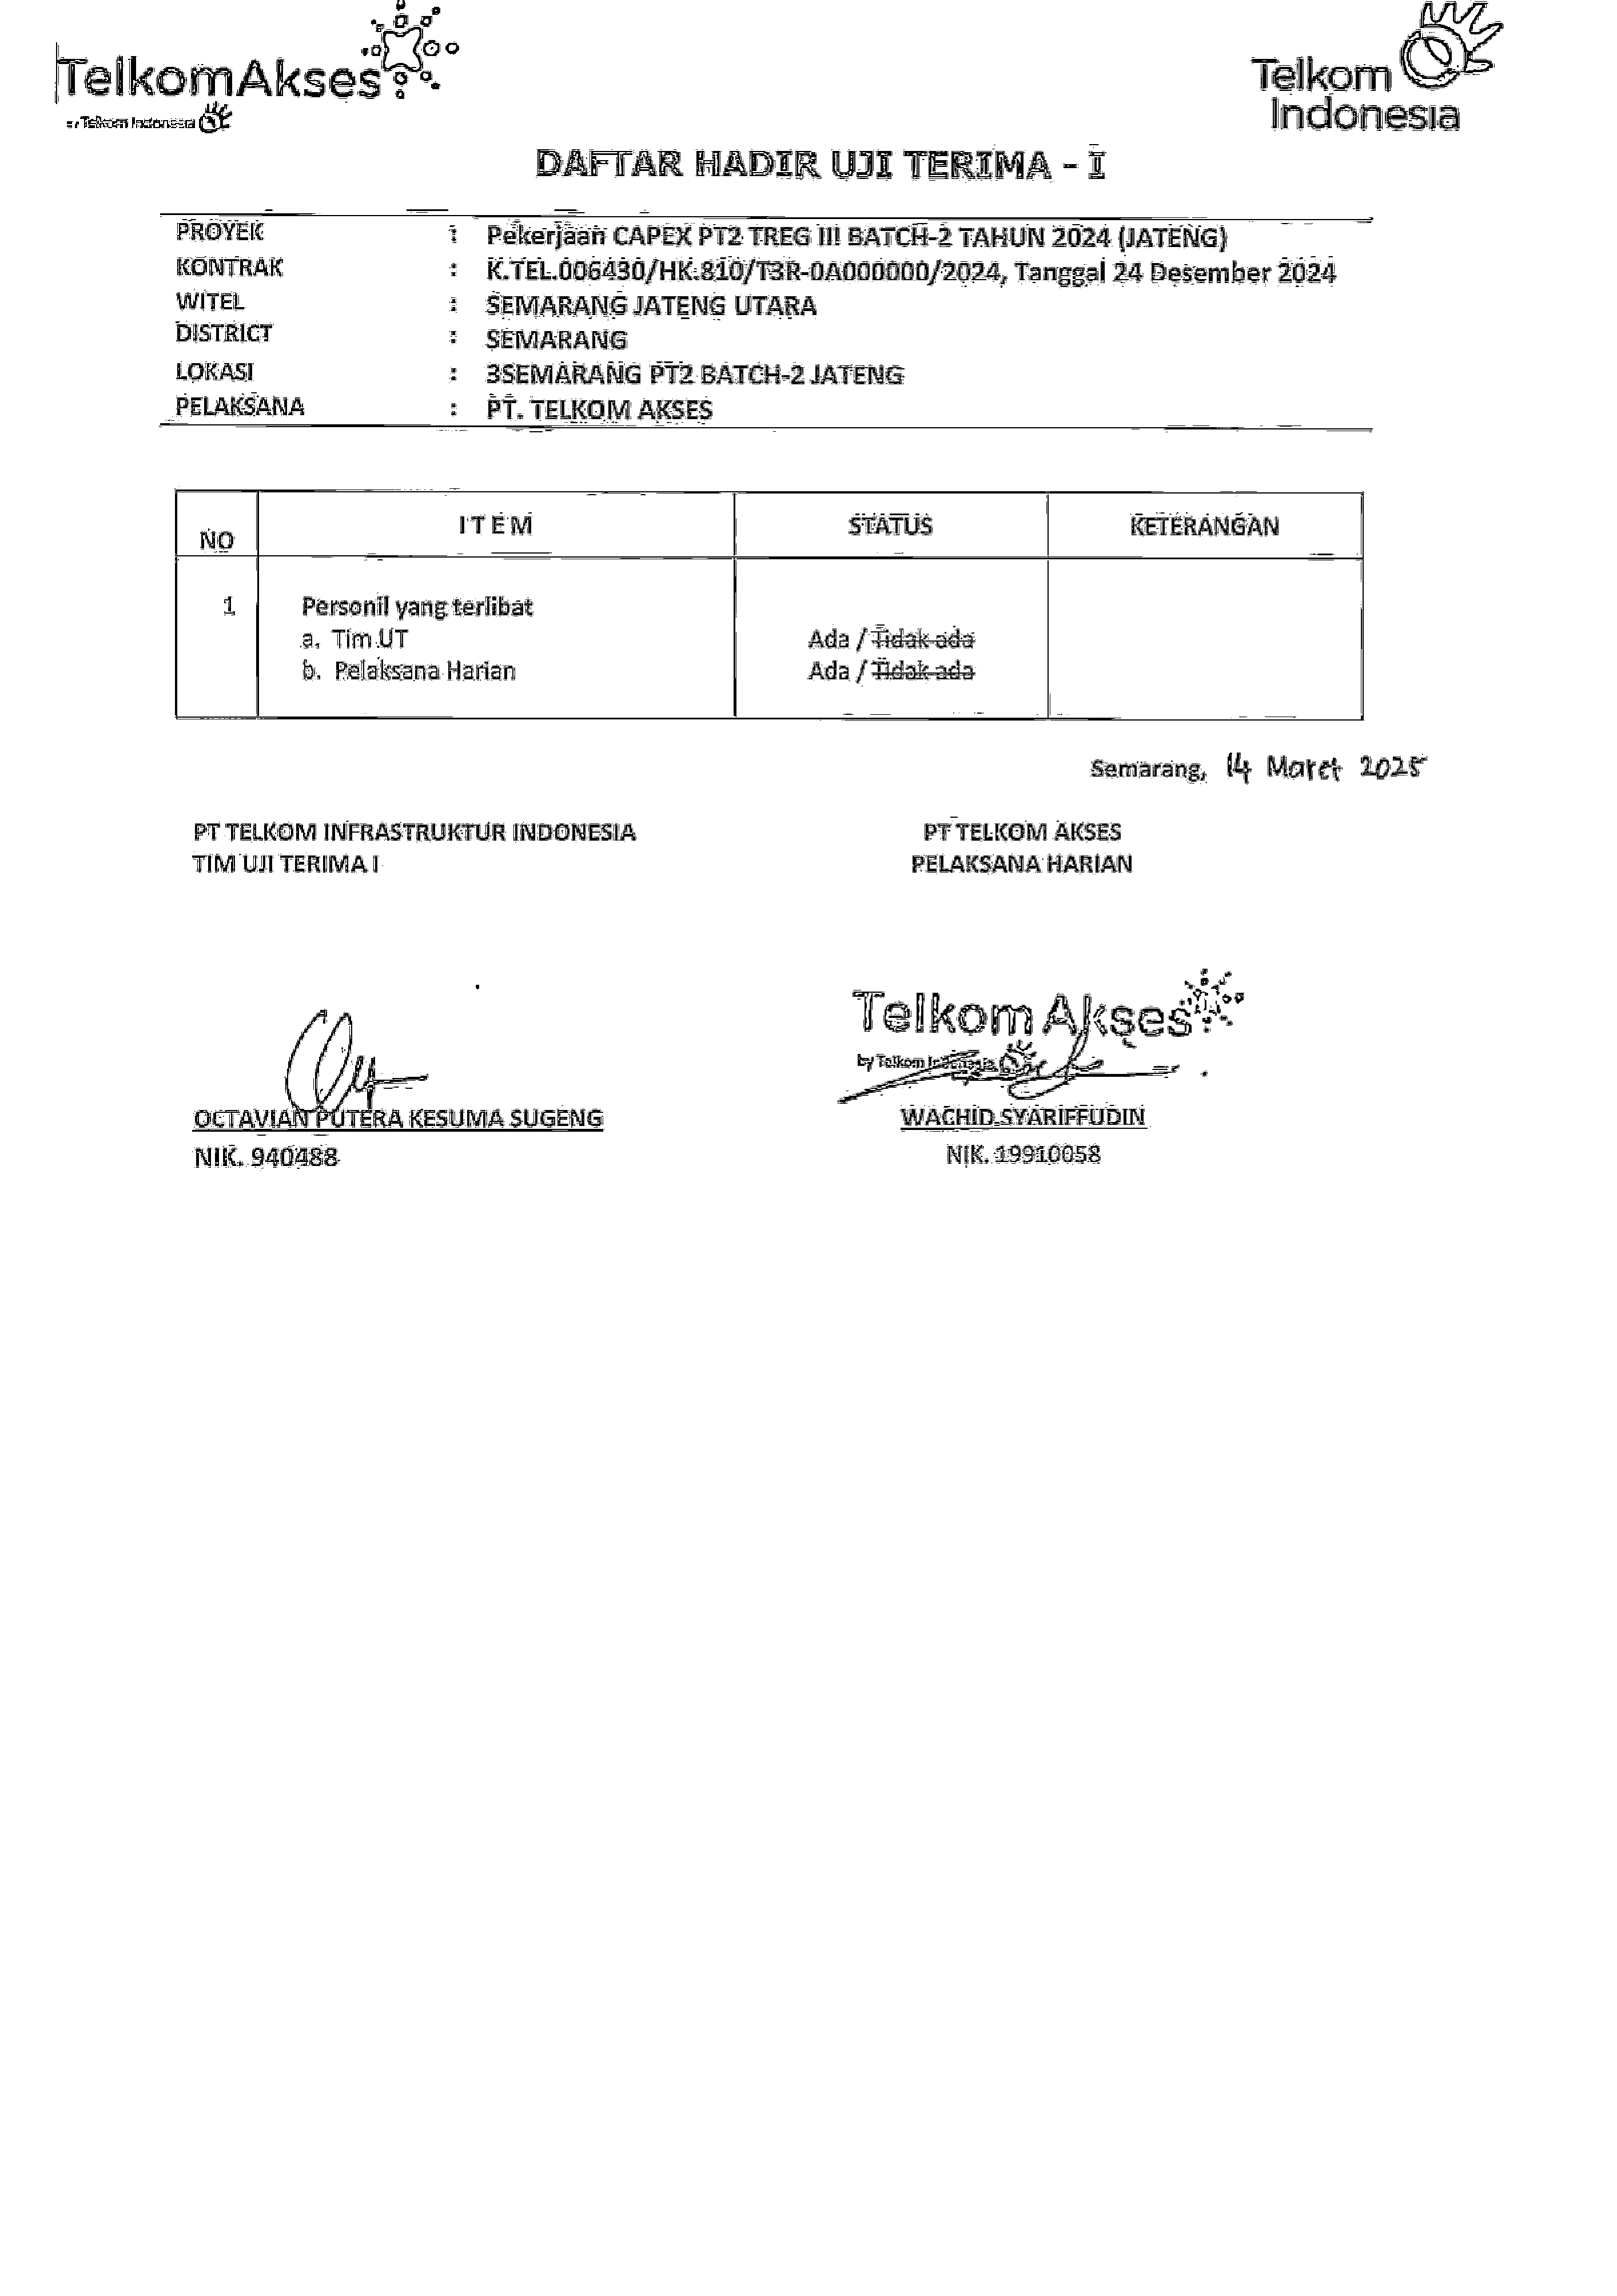 TelkomAkses
by Telkom Indonesia
Telkom
Indonesia
DAFTAR HADIR UJI TERIMA - I
PROYEK : Pekerjaan CAPEX PT2 TREG III BATCH-2 TAHUN 2024 (JATENG)
KONTRAK : K.TEL.006430/HK.810/T3R-0A000000/2024, Tanggal 24 Desember 2024
WITEL : SEMARANG JATENG UTARA
DISTRICT : SEMARANG
LOKASI : 3SEMARANG PT2 BATCH-2 JATENG
PELAKSANA : PT. TELKOM AKSES
NO ITEM STATUS KETERANGAN
1 Personil yang terlibat
a. Tim UT Ada / Tidak ada
b. Pelaksana Harian Ada / Tidak ada
Semarang, 14 Maret 2025
PT TELKOM INFRASTRUKTUR INDONESIA PT TELKOM AKSES
TIM UJI TERIMA I PELAKSANA HARIAN
Telkom Akses
by Telkom Indonesia
OCTAVIAN PUTERA KESUMA SUGENG WACHID SYARIFFUDIN
NIK. 940488 NIK. 19910058